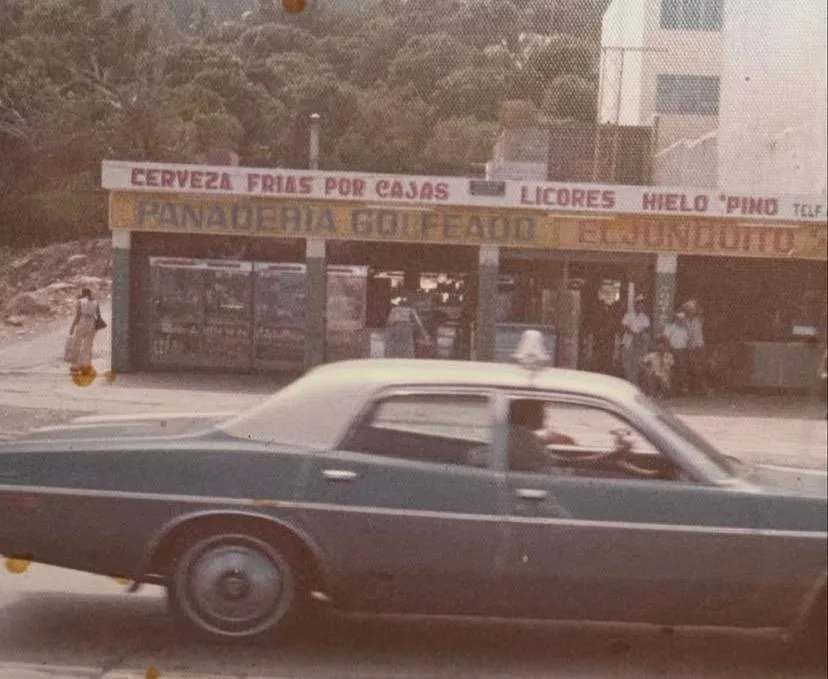 CERVEZA FRIAS POR CAJAS LICORES HIELO "PINO TELF.
PANADERIA GOLFEADO EL JUNQUITO